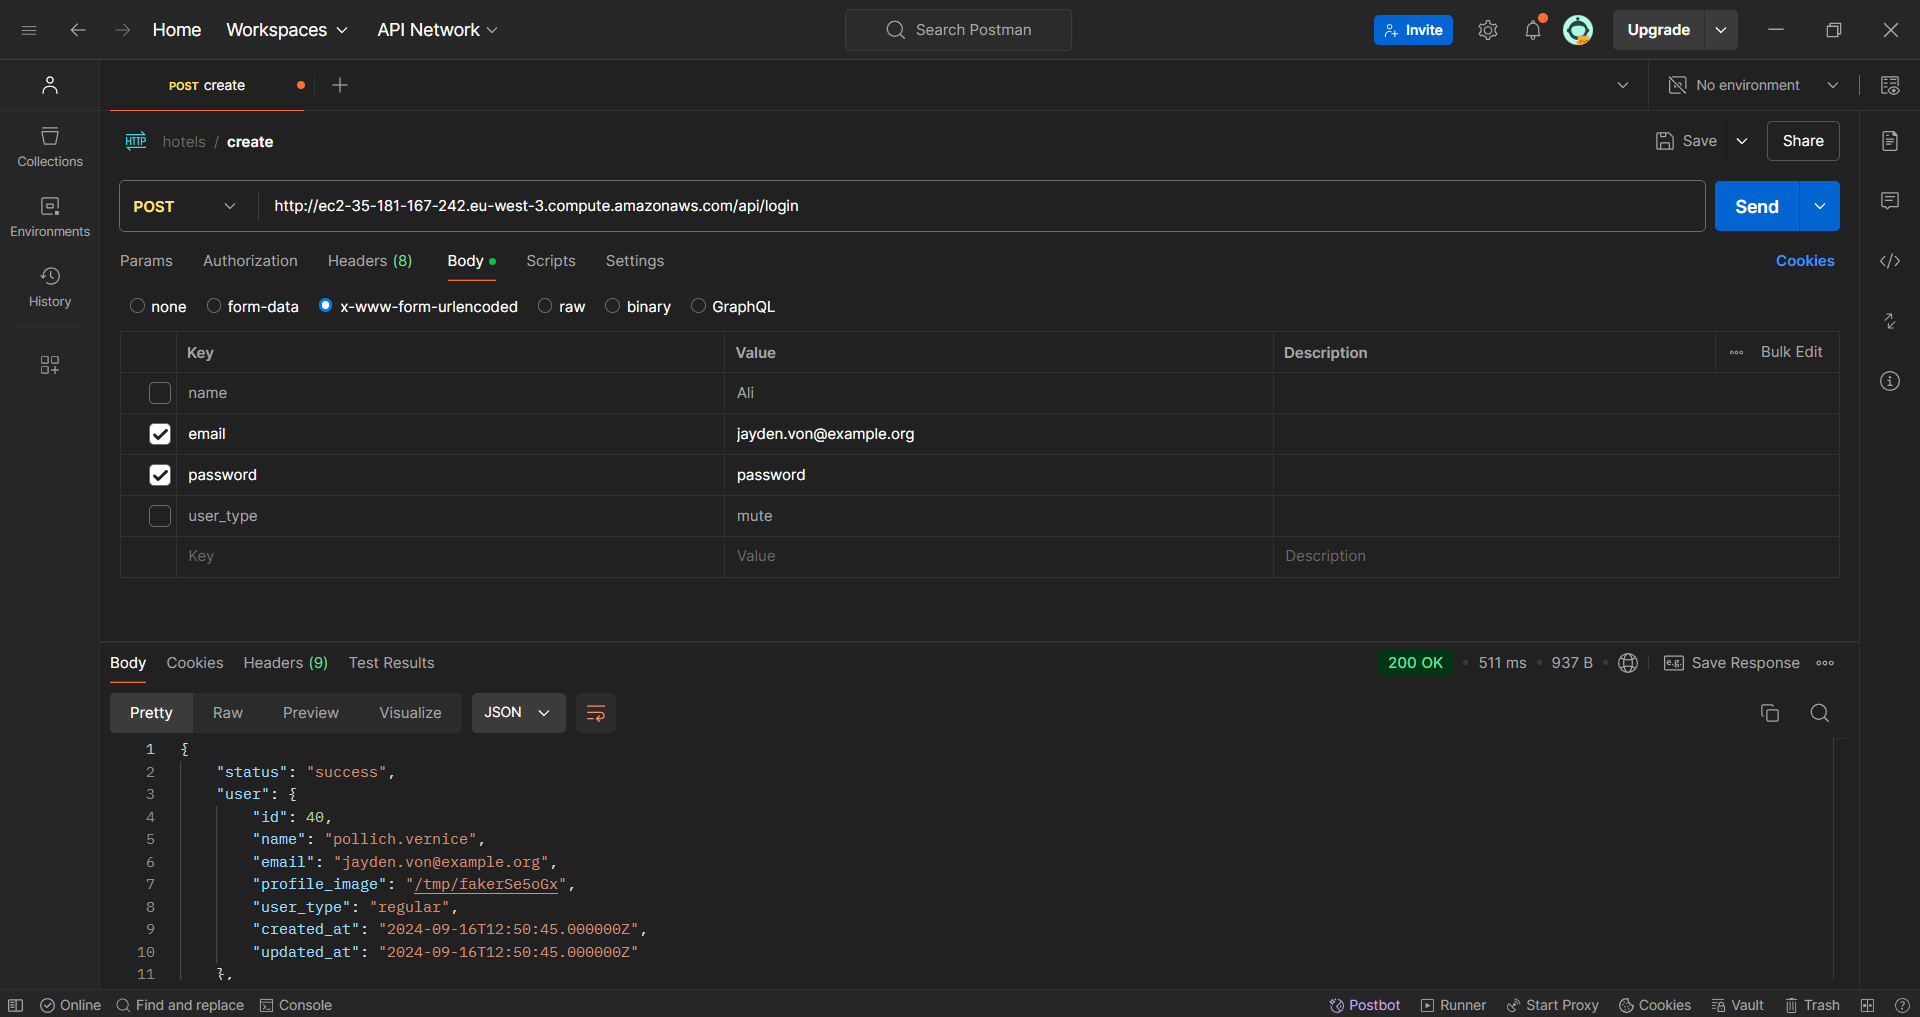 Home Workspaces API Network Search Postman Invite Upgrade
POST create No environment
HTTP hotels / create Save Share
Collections
POST http://ec2-35-181-167-242.eu-west-3.compute.amazonaws.com/api/login Send
Environments
Params Authorization Headers (8) Body Scripts Settings Cookies
History
none form-data x-www-form-urlencoded raw binary GraphQL
Key Value Description Bulk Edit
name Ali
email jayden.von@example.org
password password
user_type mute
Key Value Description
Body Cookies Headers (9) Test Results 200 OK 511 ms 937 B e.g. Save Response
Pretty Raw Preview Visualize JSON
1 {
2 "status": "success",
3 "user": {
4 "id": 40,
5 "name": "pollich.vernice",
6 "email": "jayden.von@example.org",
7 "profile_image": "/tmp/fakerSe5oGx",
8 "user_type": "regular",
9 "created_at": "2024-09-16T12:50:45.000000Z",
10 "updated_at": "2024-09-16T12:50:45.000000Z"
11 },
Online Find and replace Console Postbot Runner Start Proxy Cookies Vault Trash